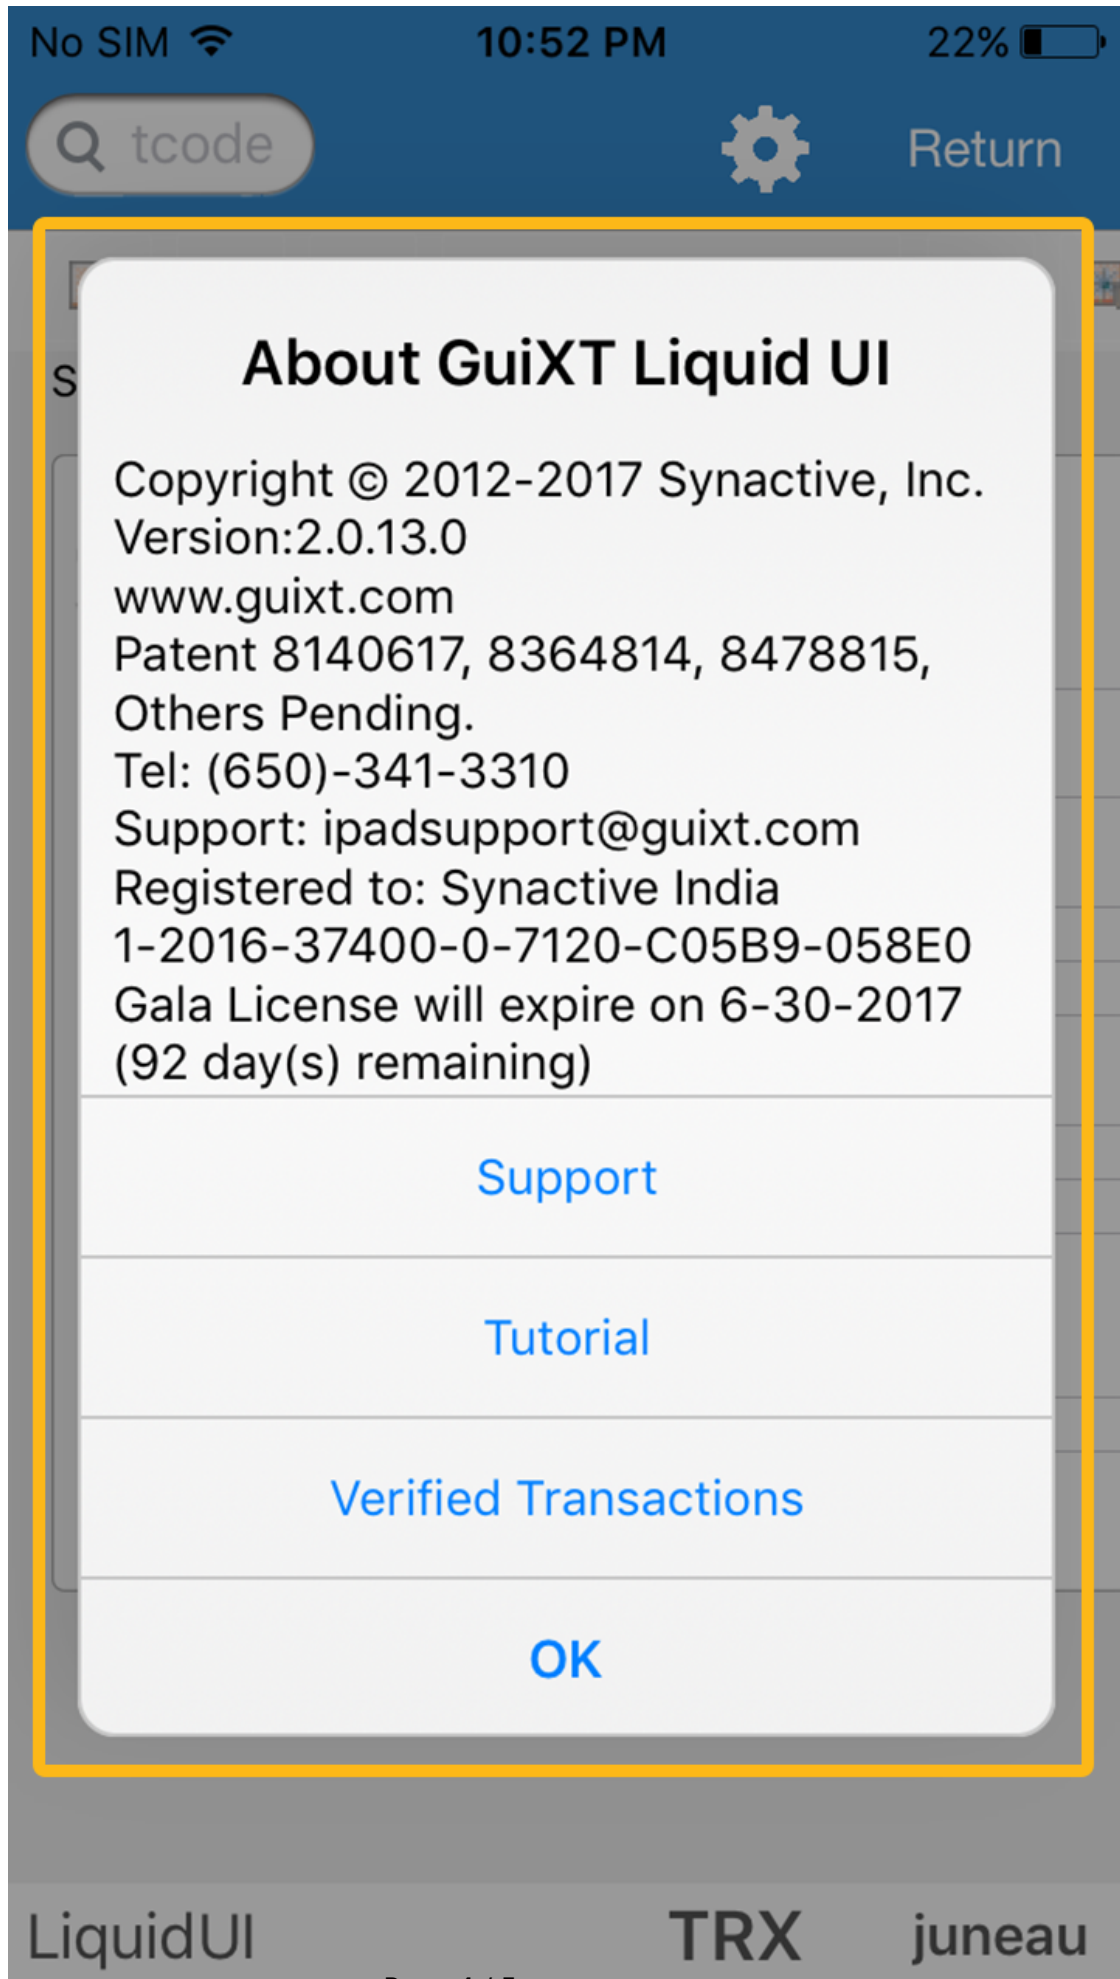 No SIM 10:52 PM 22%
tcode Return
S
About GuiXT Liquid UI
Copyright © 2012-2017 Synactive, Inc.
Version:2.0.13.0
www.guixt.com
Patent 8140617, 8364814, 8478815,
Others Pending.
Tel: (650)-341-3310
Support: ipadsupport@guixt.com
Registered to: Synactive India
1-2016-37400-0-7120-C05B9-058E0
Gala License will expire on 6-30-2017
(92 day(s) remaining)
Support
Tutorial
Verified Transactions
OK
LiquidUI TRX juneau